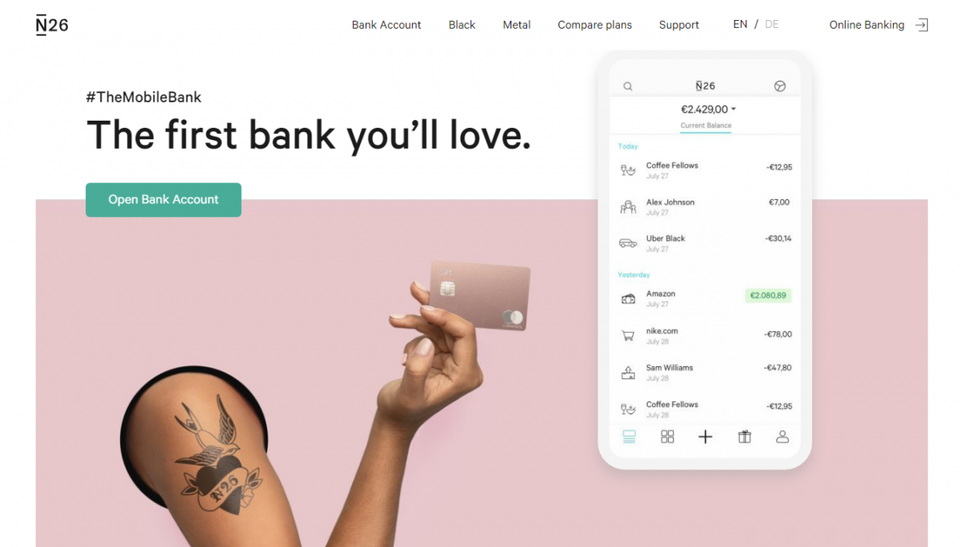 N26
Bank Account Black Metal Compare plans Support EN / DE Online Banking
#TheMobileBank
The first bank you’ll love.
Open Bank Account
N26
N26
€2.429,00
Current Balance
Today
Coffee Fellows -€12,95
July 27
Alex Johnson €7,00
July 27
Uber Black -€30,14
July 27
Yesterday
Amazon €2.080,89
July 27
nike.com -€78,00
July 28
Sam Williams -€47,80
July 28
Coffee Fellows -€12,95
July 28